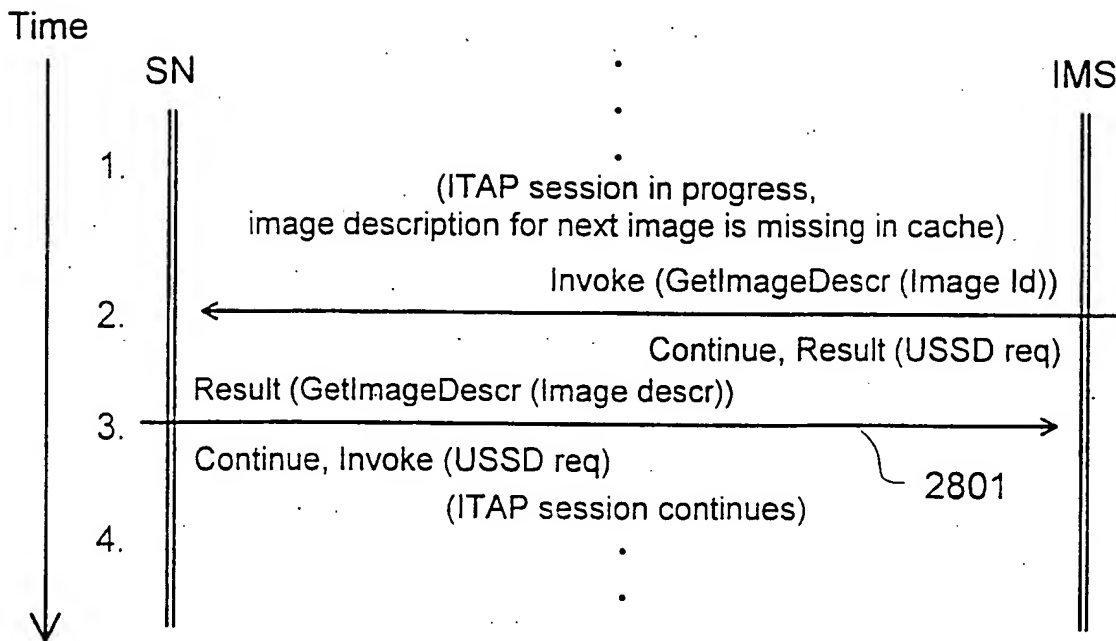 Time
SN
IMS
1.
(ITAP session in progress,
image description for next image is missing in cache)
Invoke (GetImageDescr (Image Id))
2.
Continue, Result (USSD req)
Result (GetImageDescr (Image descr))
3.
Continue, Invoke (USSD req)
2801
(ITAP session continues)
4.